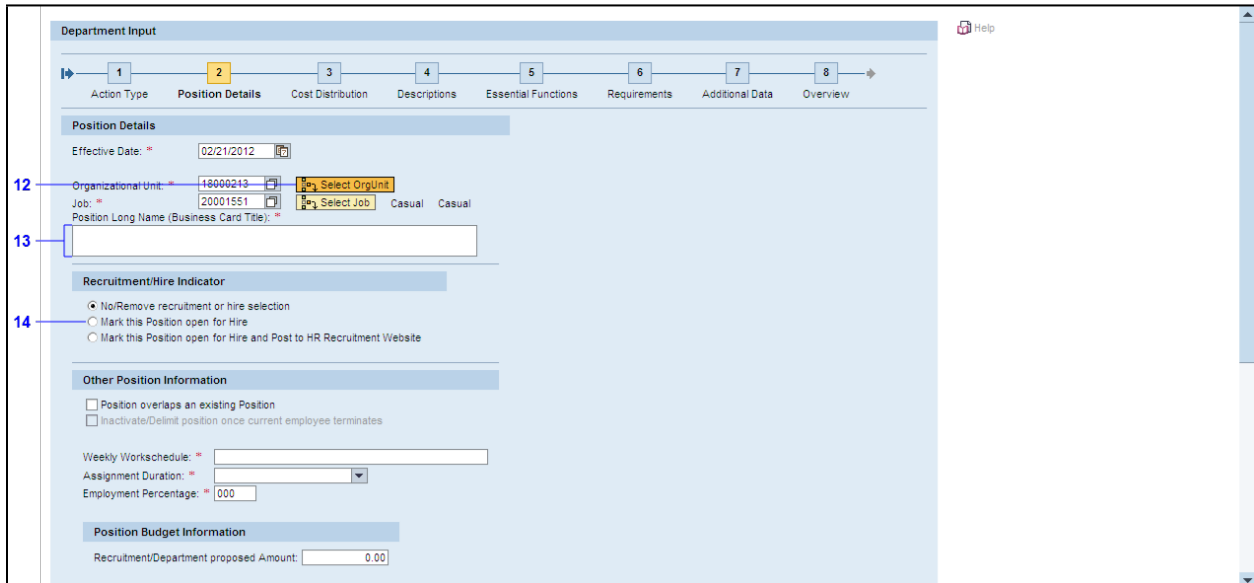 Department Input
Help
1 2 3 4 5 6 7 8
Action Type Position Details Cost Distribution Descriptions Essential Functions Requirements Additional Data Overview
Position Details
Effective Date: * 02/21/2012
12 Organizational Unit: * 18000213 Select OrgUnit
Job: * 20001551 Select Job Casual Casual
Position Long Name (Business Card Title): *
13
Recruitment/Hire Indicator
No/Remove recruitment or hire selection
14 Mark this Position open for Hire
Mark this Position open for Hire and Post to HR Recruitment Website
Other Position Information
Position overlaps an existing Position
Inactivate/Delimit position once current employee terminates
Weekly Workschedule: *
Assignment Duration: *
Employment Percentage: * 000
Position Budget Information
Recruitment/Department proposed Amount: 0.00